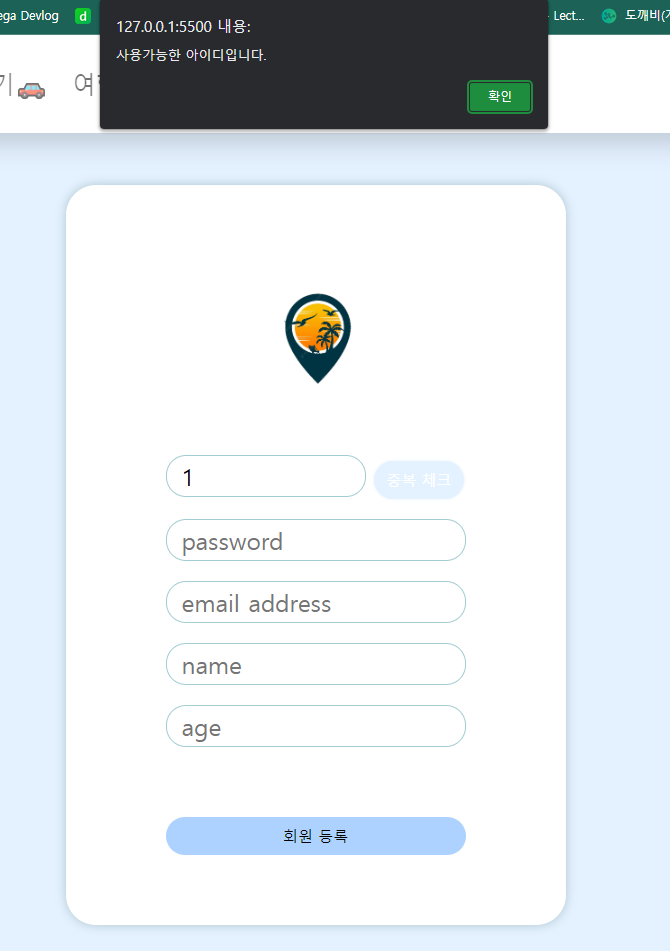 ega Devlog
d
Lect...
도깨비(
127.0.0.1:5500 내용:
사용가능한 아이디입니다.
확인
기
여
1
중복 체크
password
email address
name
age
회원 등록